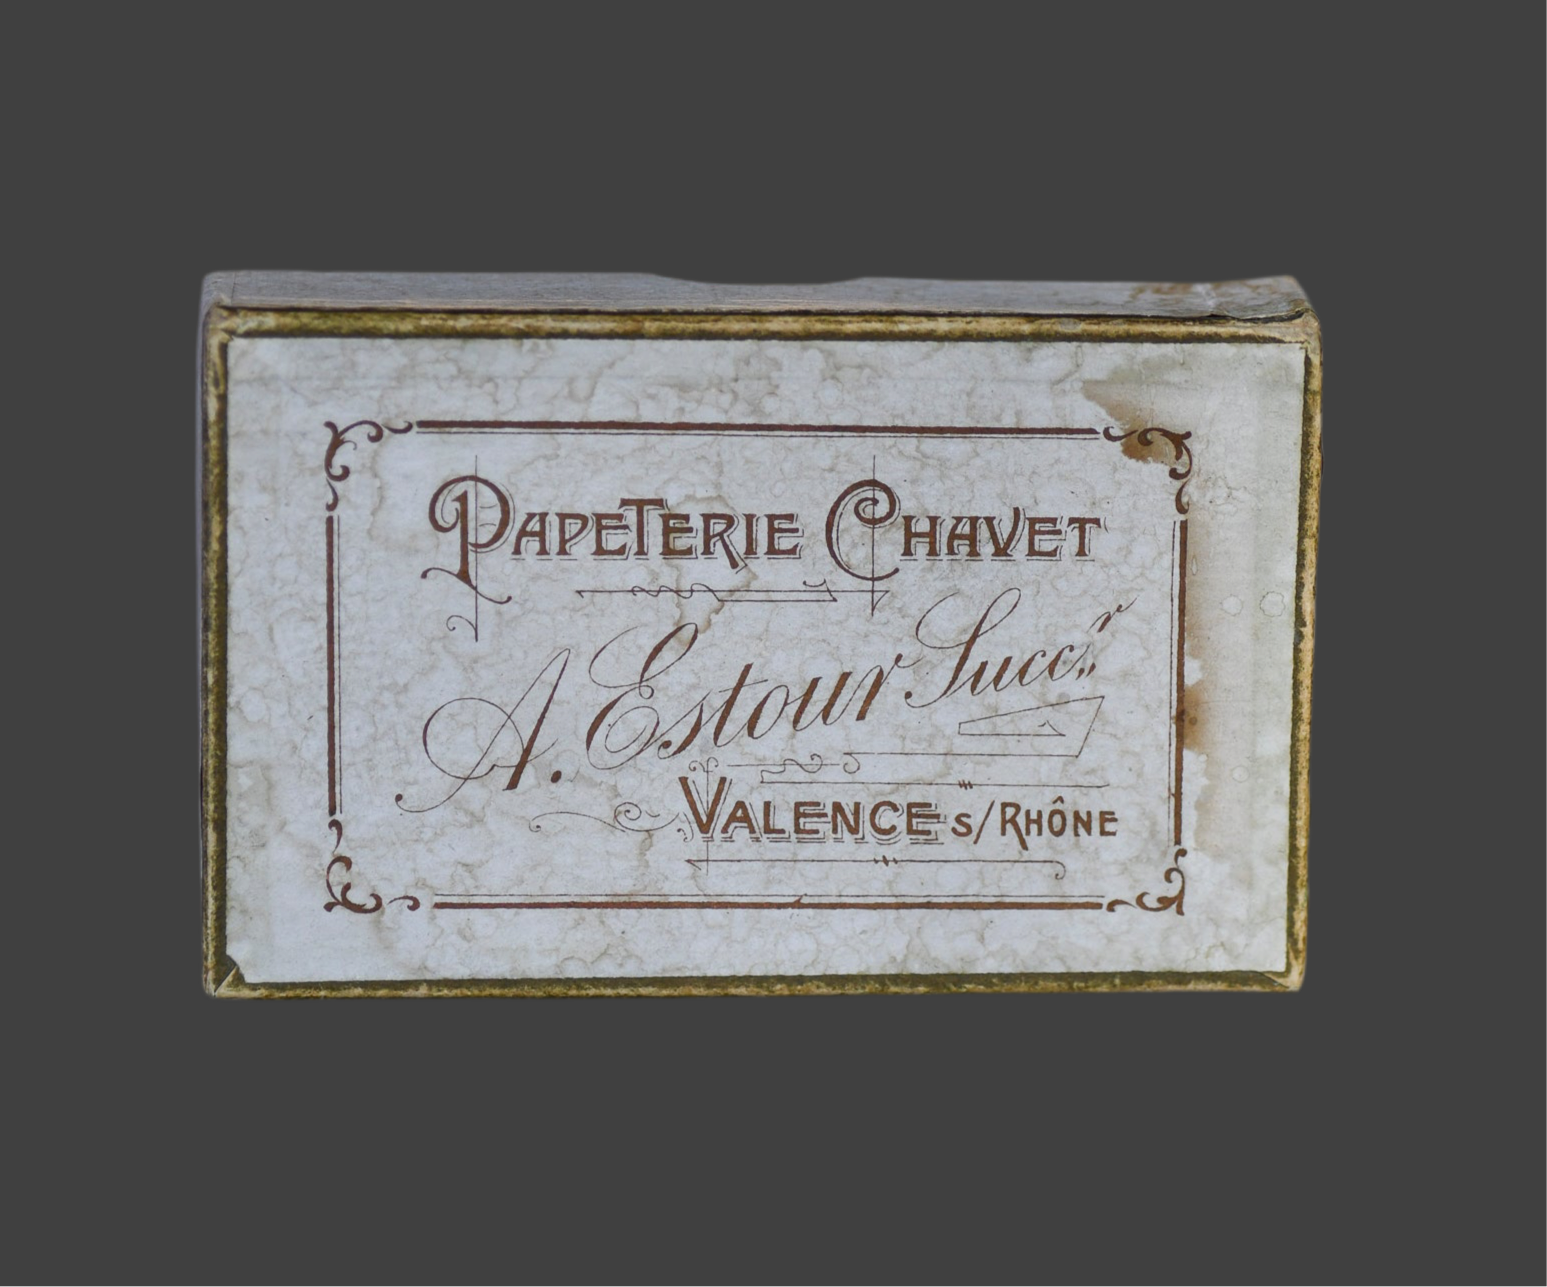 PAPETERIE CHAVET
A. Estour Succr
VALENCE S/RHÔNE